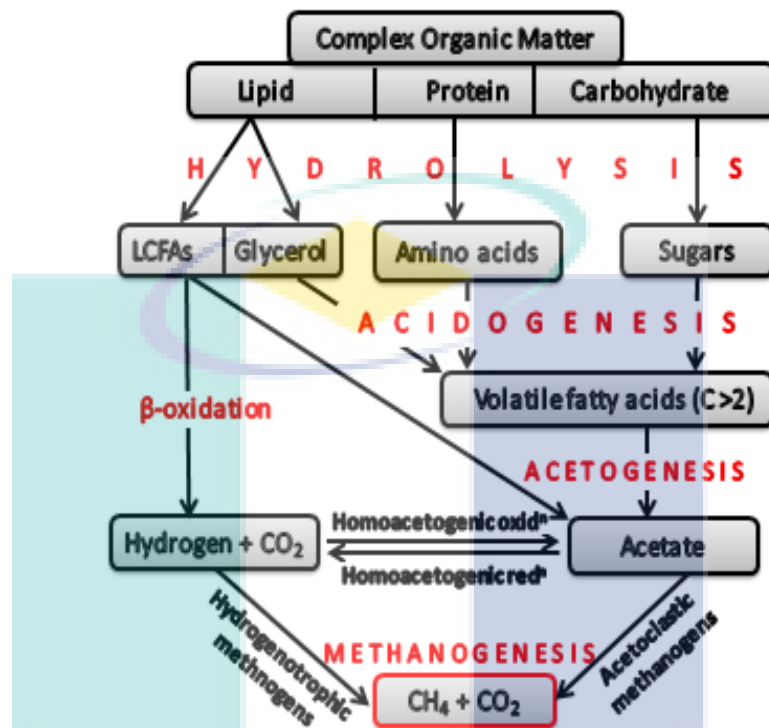 Complex Organic Matter
Lipid Protein Carbohydrate
H Y D R O L Y S I S
LCFAs Glycerol Amino acids Sugars
A C I D O G E N E S I S
Volatile fatty acids (C>2)
β-oxidation
ACETOGENESIS
Homoacetogenic oxidⁿ
Hydrogen + CO₂ Acetate
Homoacetogenic redⁿ
Hydrogenotrophic
methnogens
METHANOGENESIS
Acetoclastic
methanogens
CH₄ + CO₂